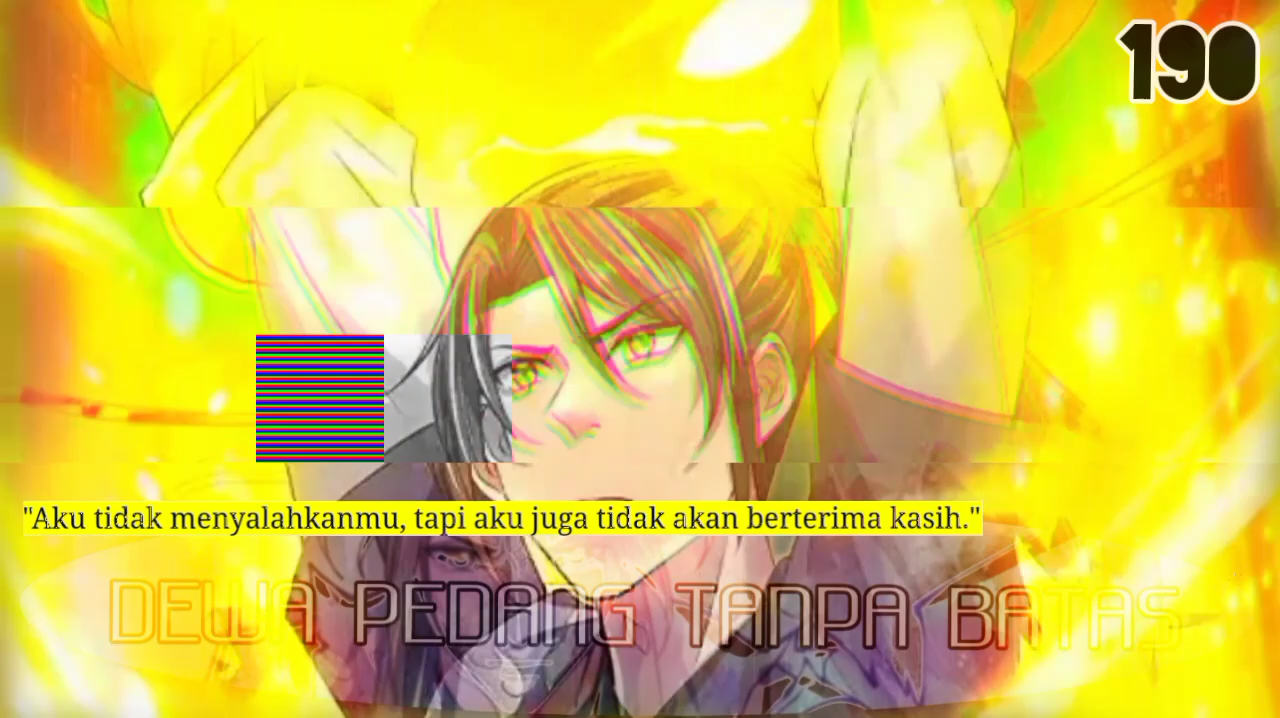 190
"Aku tidak menyalahkanmu, tapi aku juga tidak akan berterima kasih."
DEWA PEDANG TANPA BATAS